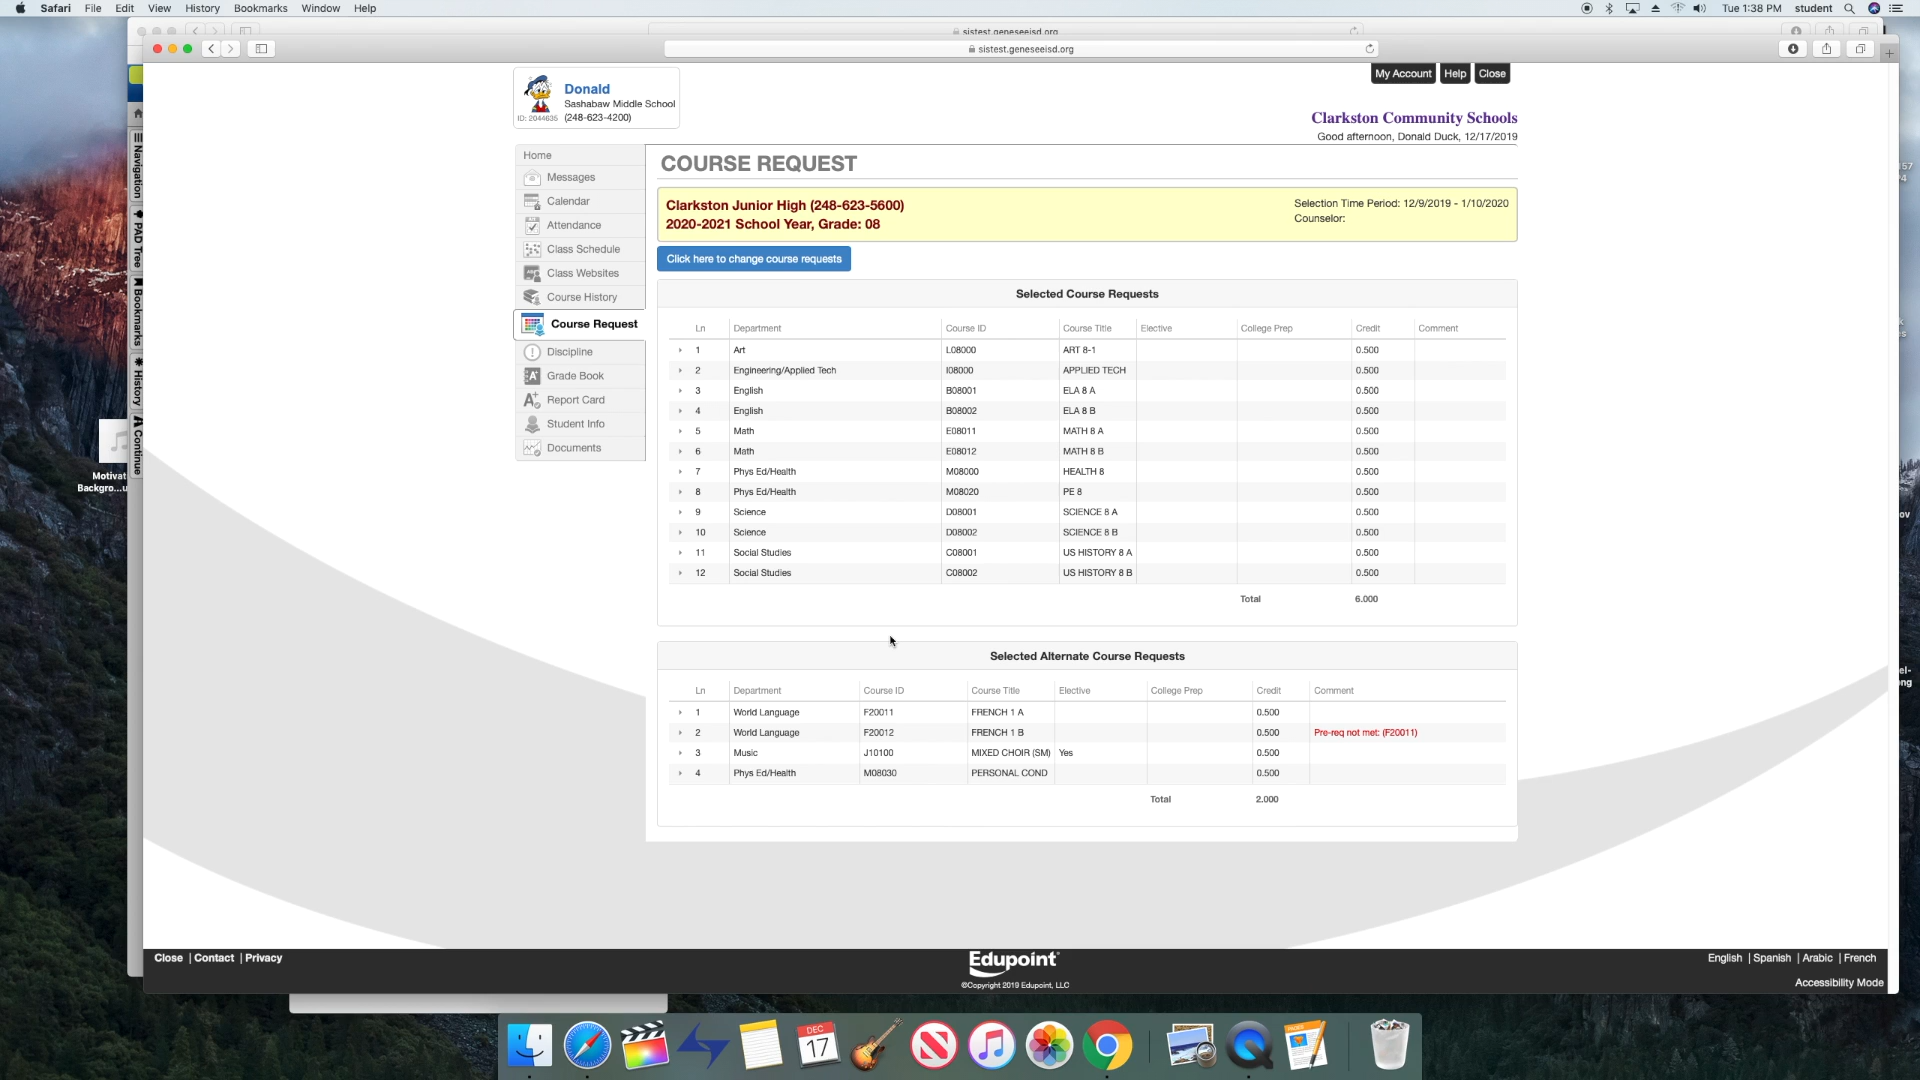 Safari File Edit View History Bookmarks Window Help
Tue 1:38 PM student
sistest.geneseeisd.org
sistest.geneseeisd.org
Donald
Sashabaw Middle School
ID: 2044635 (248-623-4200)
My Account Help Close
Clarkston Community Schools
Good afternoon, Donald Duck, 12/17/2019
Navigation
PAD Tree
Bookmarks
History
Continue
Home
Messages
Calendar
Attendance
Class Schedule
Class Websites
Course History
Course Request
Discipline
Grade Book
Report Card
Student Info
Documents
COURSE REQUEST
Clarkston Junior High (248-623-5600)
2020-2021 School Year, Grade: 08
Selection Time Period: 12/9/2019 - 1/10/2020
Counselor:
Click here to change course requests
Selected Course Requests
Ln Department Course ID Course Title Elective College Prep Credit Comment
1 Art L08000 ART 8-1 0.500
2 Engineering/Applied Tech I08000 APPLIED TECH 0.500
3 English B08001 ELA 8 A 0.500
4 English B08002 ELA 8 B 0.500
5 Math E08011 MATH 8 A 0.500
6 Math E08012 MATH 8 B 0.500
7 Phys Ed/Health M08000 HEALTH 8 0.500
8 Phys Ed/Health M08020 PE 8 0.500
9 Science D08001 SCIENCE 8 A 0.500
10 Science D08002 SCIENCE 8 B 0.500
11 Social Studies C08001 US HISTORY 8 A 0.500
12 Social Studies C08002 US HISTORY 8 B 0.500
Total 6.000
Selected Alternate Course Requests
Ln Department Course ID Course Title Elective College Prep Credit Comment
1 World Language F20011 FRENCH 1 A 0.500
2 World Language F20012 FRENCH 1 B 0.500 Pre-req not met: (F20011)
3 Music J10100 MIXED CHOIR (SM) Yes 0.500
4 Phys Ed/Health M08030 PERSONAL COND 0.500
Total 2.000
Motivat
Backgro...u
Close | Contact | Privacy
Edupoint
©Copyright 2019 Edupoint, LLC
English | Spanish | Arabic | French
Accessibility Mode
DEC
17